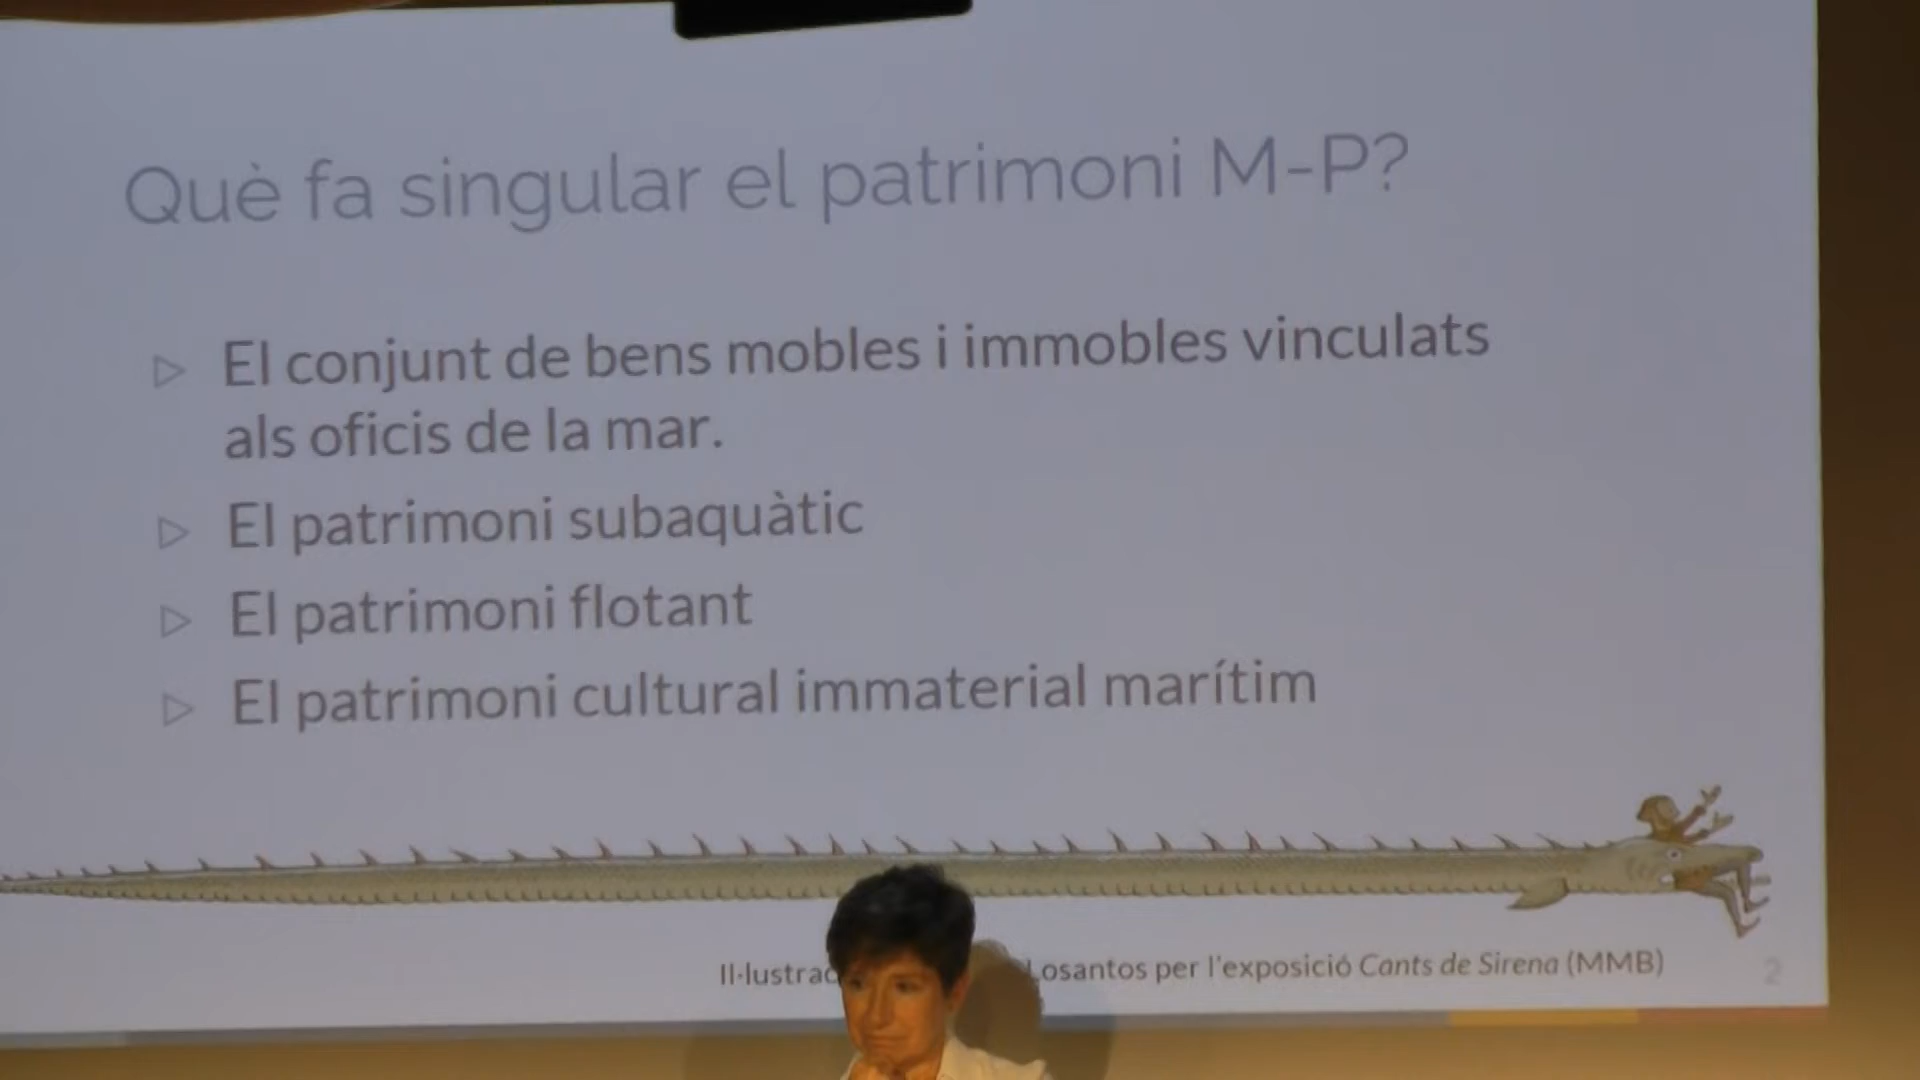 Què fa singular el patrimoni M-P?
▷ El conjunt de bens mobles i immobles vinculats
als oficis de la mar.
▷ El patrimoni subaquàtic
▷ El patrimoni flotant
▷ El patrimoni cultural immaterial marítim
Il·lustrac Losantos per l'exposició Cants de Sirena (MMB)
2